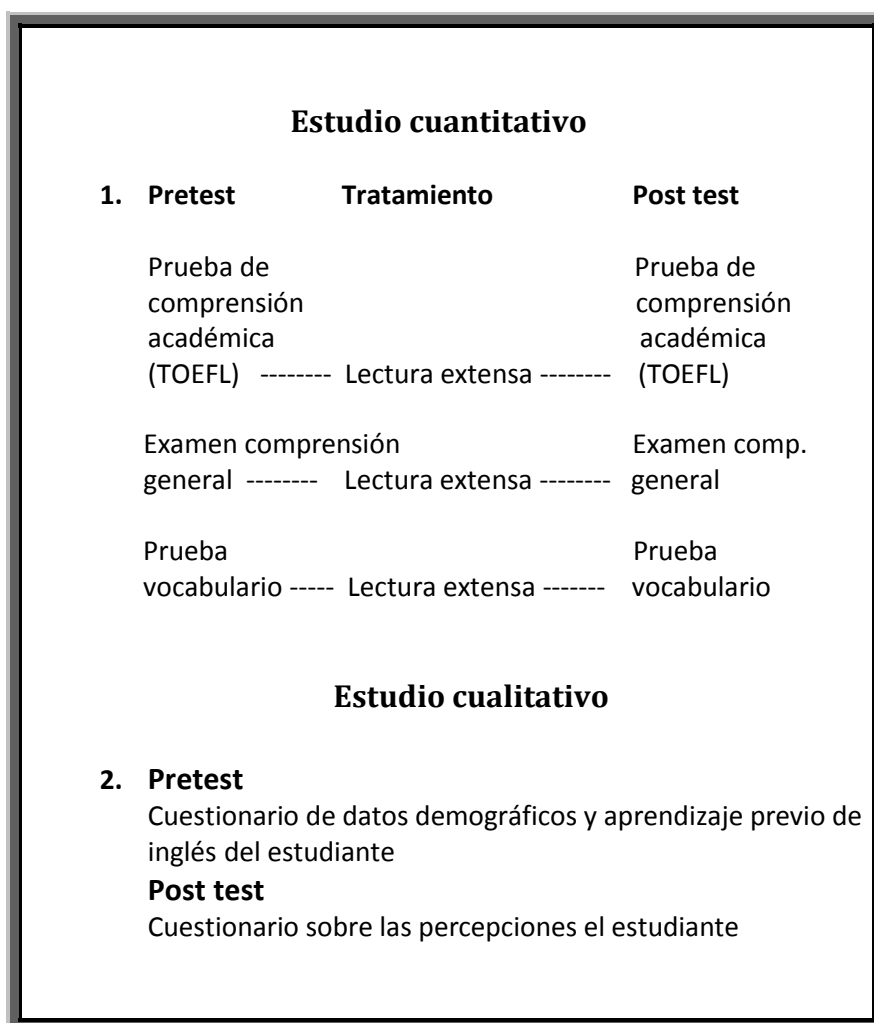 Estudio cuantitativo
1. Pretest Tratamiento Post test
Prueba de Prueba de
comprensión comprensión
académica académica
(TOEFL) -------- Lectura extensa -------- (TOEFL)
Examen comprensión Examen comp.
general -------- Lectura extensa -------- general
Prueba Prueba
vocabulario ----- Lectura extensa ------- vocabulario
Estudio cualitativo
2. Pretest
Cuestionario de datos demográficos y aprendizaje previo de
inglés del estudiante
Post test
Cuestionario sobre las percepciones el estudiante